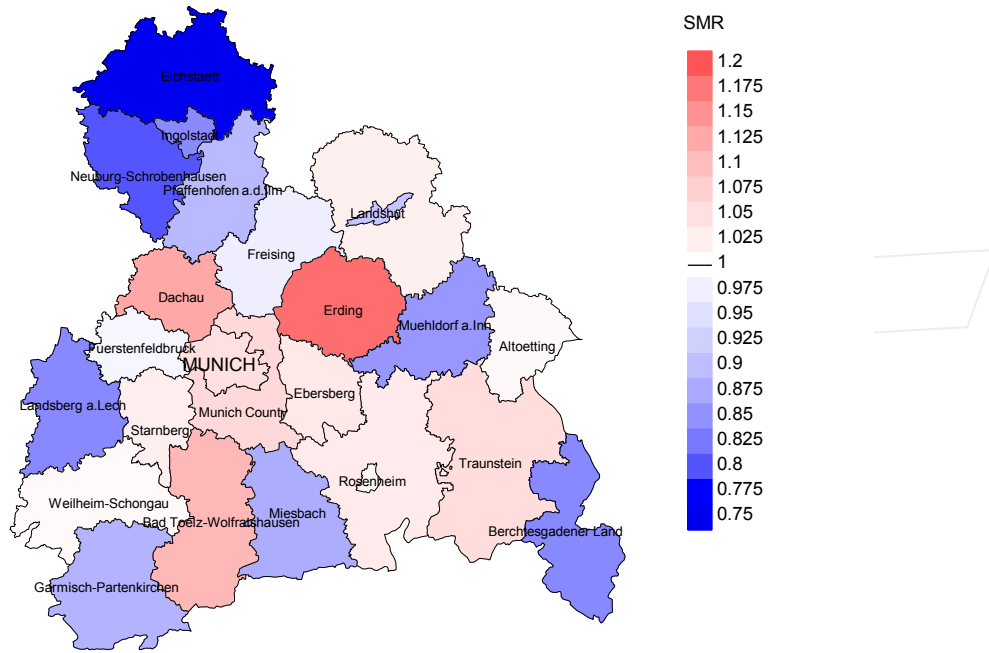 SMR
1.2
1.175
1.15
1.125
1.1
1.075
1.05
1.025
1
0.975
0.95
0.925
0.9
0.875
0.85
0.825
0.8
0.775
0.75
Eichstaett
Ingolstadt
Neuburg-Schrobenhausen
Pfaffenhofen a.d.Ilm
Landshut
Freising
Dachau
Erding
Muehldorf a.Inn
Altoetting
Fuerstenfeldbruck
MUNICH
Ebersberg
Landsberg a.Lech
Munich County
Starnberg
Traunstein
Rosenheim
Weilheim-Schongau
Miesbach
Bad Toelz-Wolfratshausen
Berchtesgadener Land
Garmisch-Partenkirchen